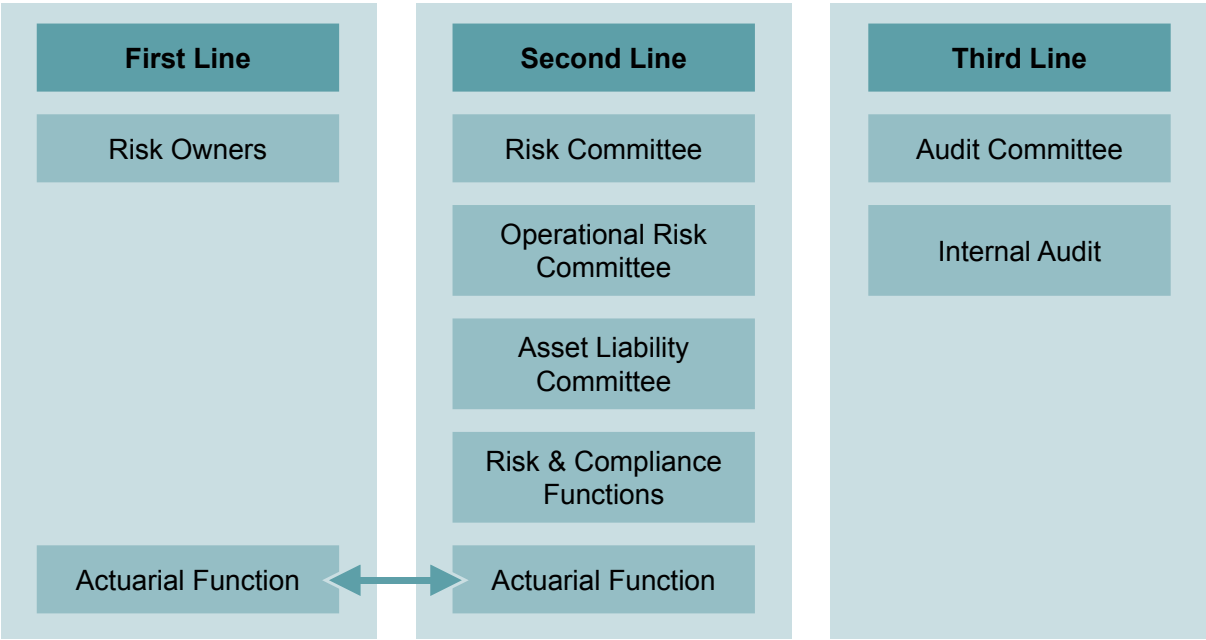 First Line
Risk Owners
Actuarial Function
Second Line
Risk Committee
Operational Risk
Committee
Asset Liability
Committee
Risk & Compliance
Functions
Actuarial Function
Third Line
Audit Committee
Internal Audit